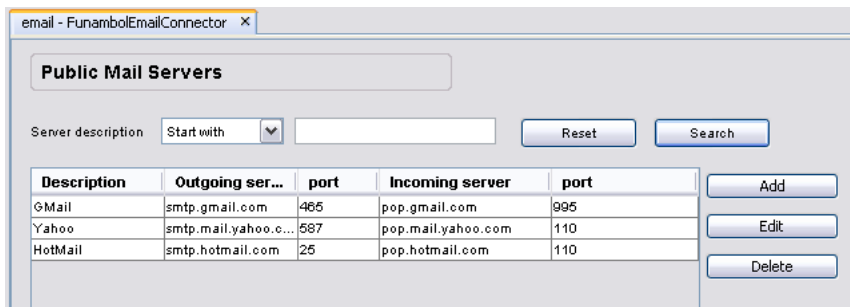 email - FunambolEmailConnector ×
Public Mail Servers
Server description Start with Reset Search
Description Outgoing ser... port Incoming server port
GMail smtp.gmail.com 465 pop.gmail.com 995
Yahoo smtp.mail.yahoo.c... 587 pop.mail.yahoo.com 110
HotMail smtp.hotmail.com 25 pop.hotmail.com 110
Add
Edit
Delete